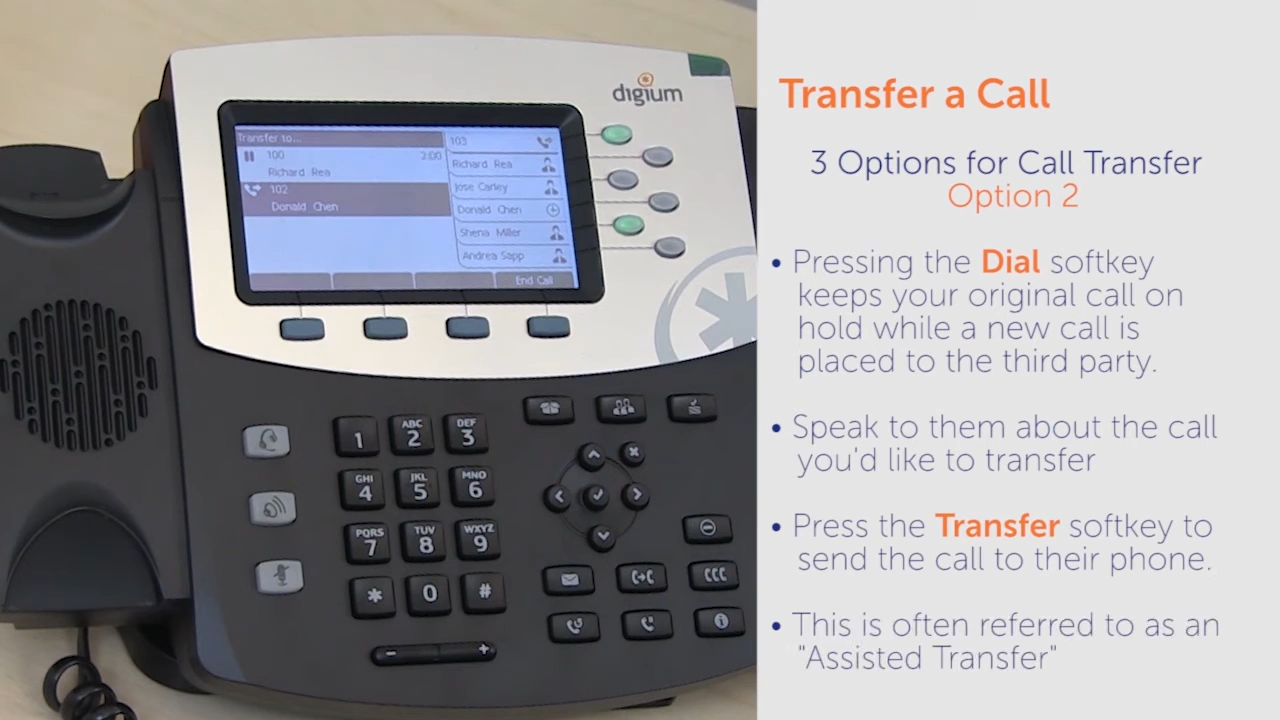 digium
Transfer to...
100 2:00
Richard Rea
102
Donald Chen
103
Richard Rea
Jose Carley
Donald Chen
Shena Miller
Andrea Sapp
End Call
1 ABC 2 DEF 3
GHI 4 JKL 5 MNO 6
PQRS 7 TUV 8 WXYZ 9
* 0 #
- +
Transfer a Call
3 Options for Call Transfer
Option 2
• Pressing the Dial softkey
keeps your original call on
hold while a new call is
placed to the third party.
• Speak to them about the call
you'd like to transfer
• Press the Transfer softkey to
send the call to their phone.
• This is often referred to as an
"Assisted Transfer"